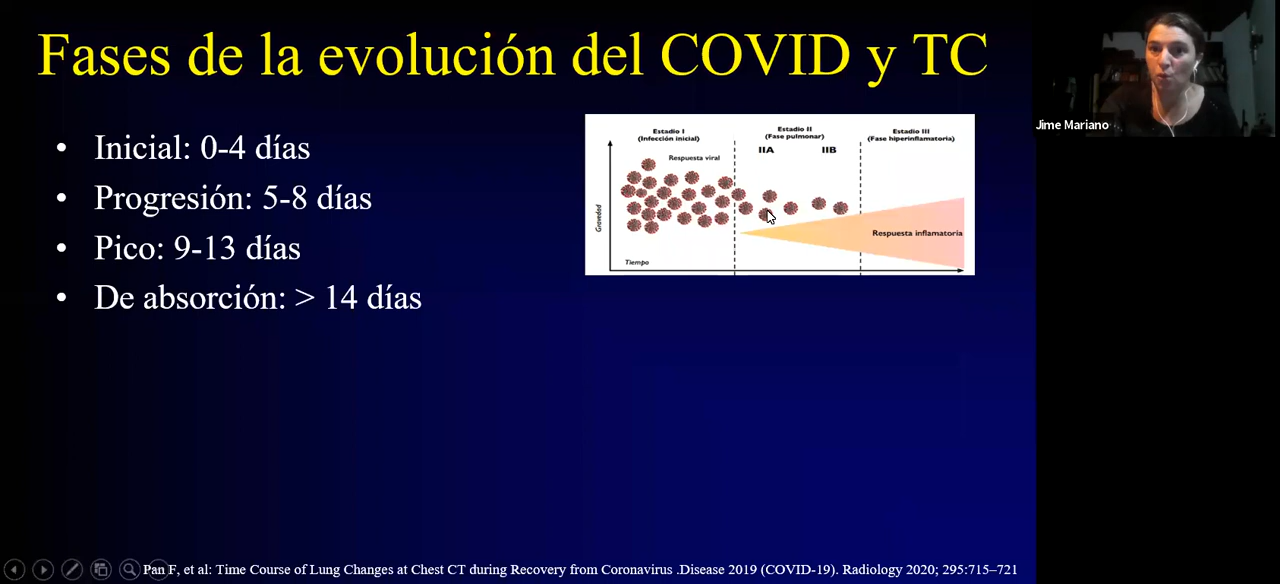 Fases de la evolución del COVID y TC
• Inicial: 0-4 días
• Progresión: 5-8 días
• Pico: 9-13 días
• De absorción: > 14 días
Estadio I
(Infección inicial)
Estadio II
(Fase pulmonar)
Estadio III
(Fase hiperinflamatoria)
IIA
IIB
Respuesta viral
Gravedad
Respuesta inflamatoria
Tiempo
Jime Mariano
Pan F, et al: Time Course of Lung Changes at Chest CT during Recovery from Coronavirus .Disease 2019 (COVID-19). Radiology 2020; 295:715–721